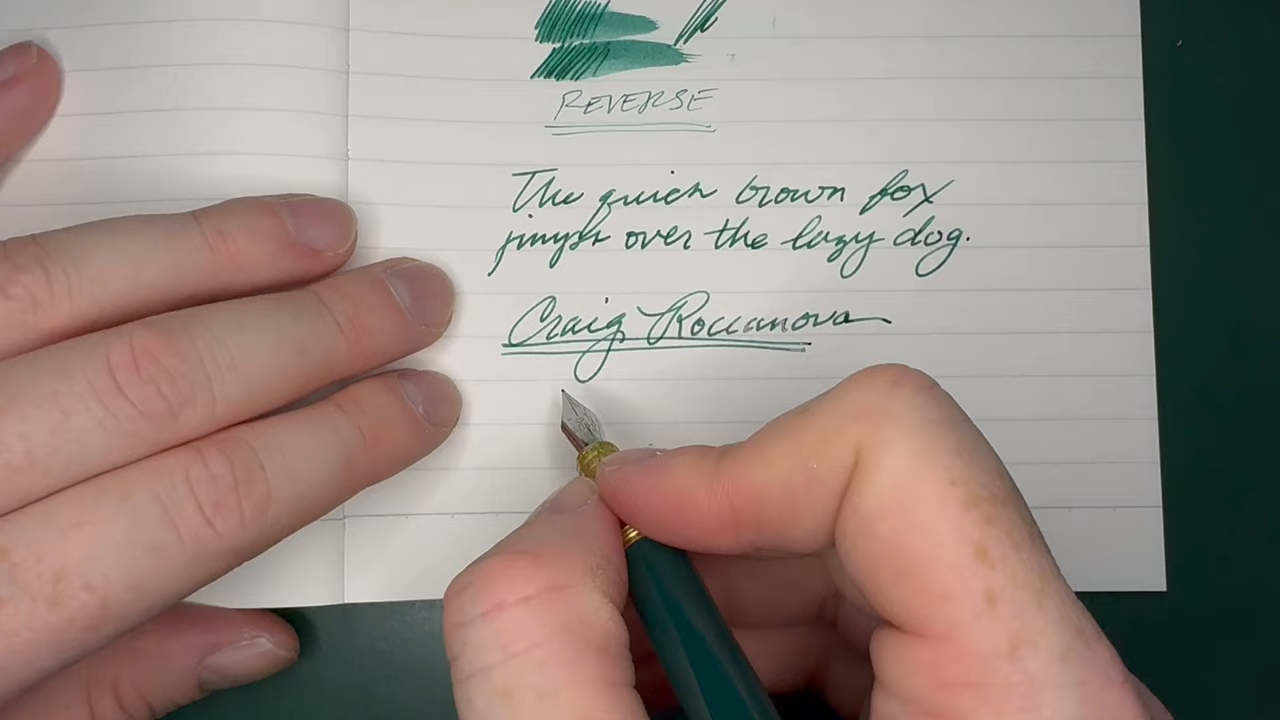 REVERSE
The quick brown fox
jumps over the lazy dog.
Craig Roccanova